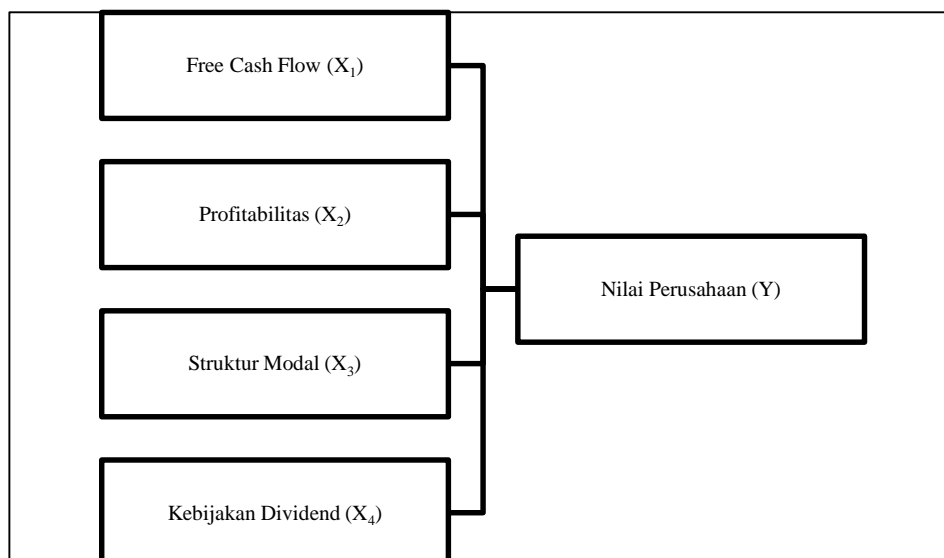 Free Cash Flow (X₁)
Profitabilitas (X₂)
Nilai Perusahaan (Y)
Struktur Modal (X₃)
Kebijakan Dividend (X₄)